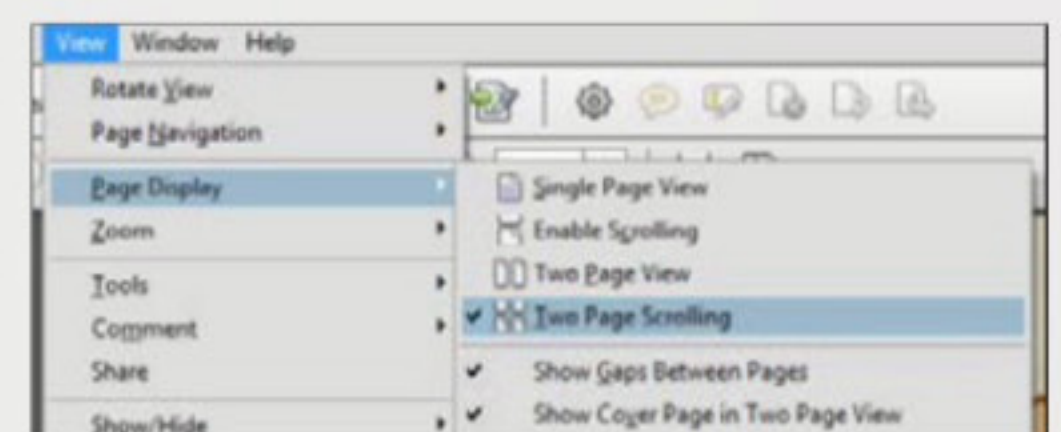 View Window Help
Rotate View
Page Navigation
Page Display
Zoom
Tools
Comment
Share
Show/Hide
Single Page View
Enable Scrolling
Two Page View
Two Page Scrolling
Show Gaps Between Pages
Show Cover Page in Two Page View